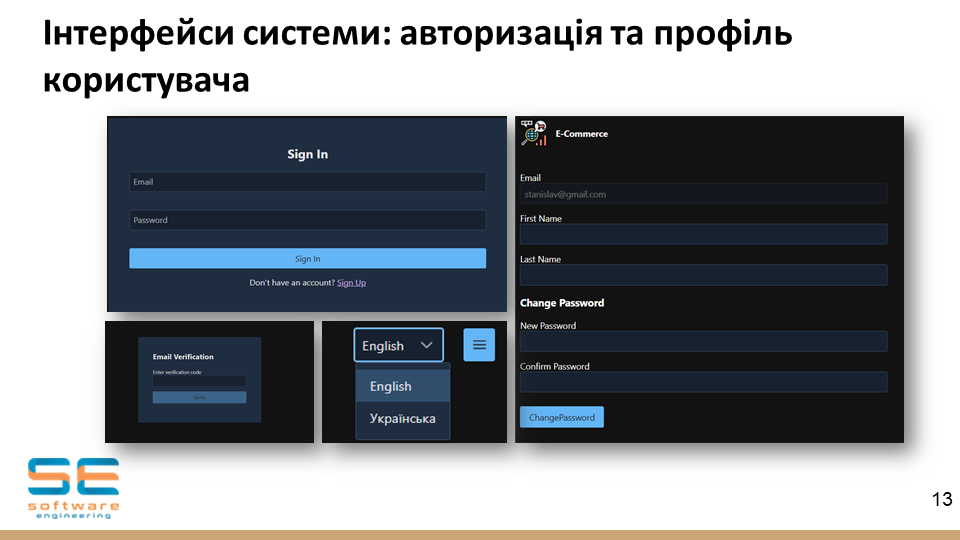 Інтерфейси системи: авторизація та профіль
користувача
Sign In
Email
Password
Sign In
Don't have an account? Sign Up
Email Verification
Enter verification code
Verify
English
English
Українська
E-Commerce
Email
stanislav@gmail.com
First Name
Last Name
Change Password
New Password
Confirm Password
ChangePassword
SE
software
engineering
13